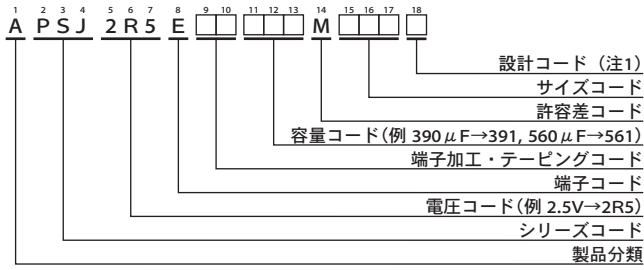 1 2 3 4 5 6 7 8 9 10 11 12 13 14 15 16 17 18
A P S J 2 R 5 E □□ □□□ M □□□ □
設計コード（注1）
サイズコード
許容差コード
容量コード（例 390μF→391, 560μF→561）
端子加工・テーピングコード
端子コード
電圧コード（例 2.5V→2R5）
シリーズコード
製品分類